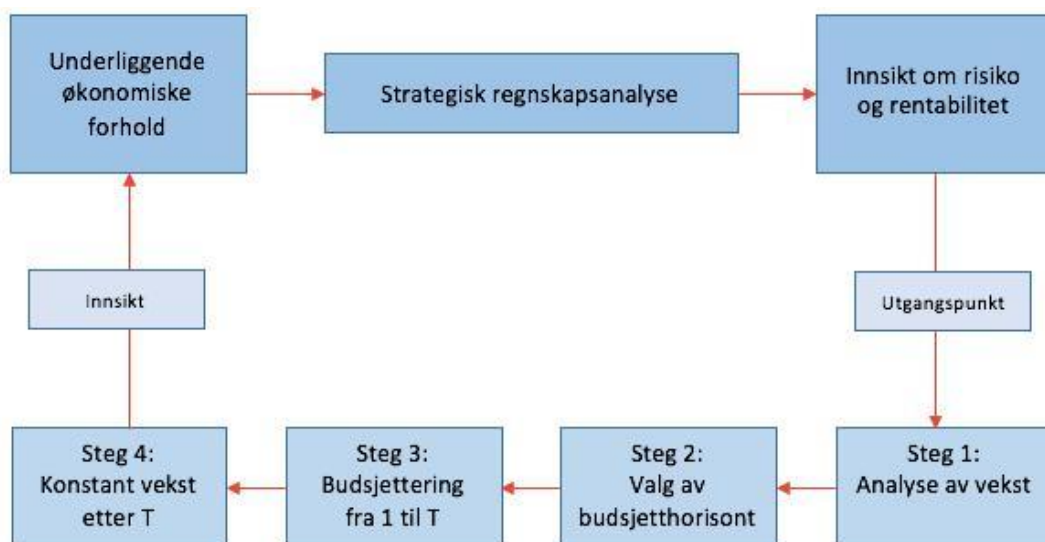 Underliggende
økonomiske
forhold
Strategisk regnskapsanalyse
Innsikt om risiko
og rentabilitet
Innsikt
Utgangspunkt
Steg 4:
Konstant vekst
etter T
Steg 3:
Budsjettering
fra 1 til T
Steg 2:
Valg av
budsjetthorisont
Steg 1:
Analyse av vekst